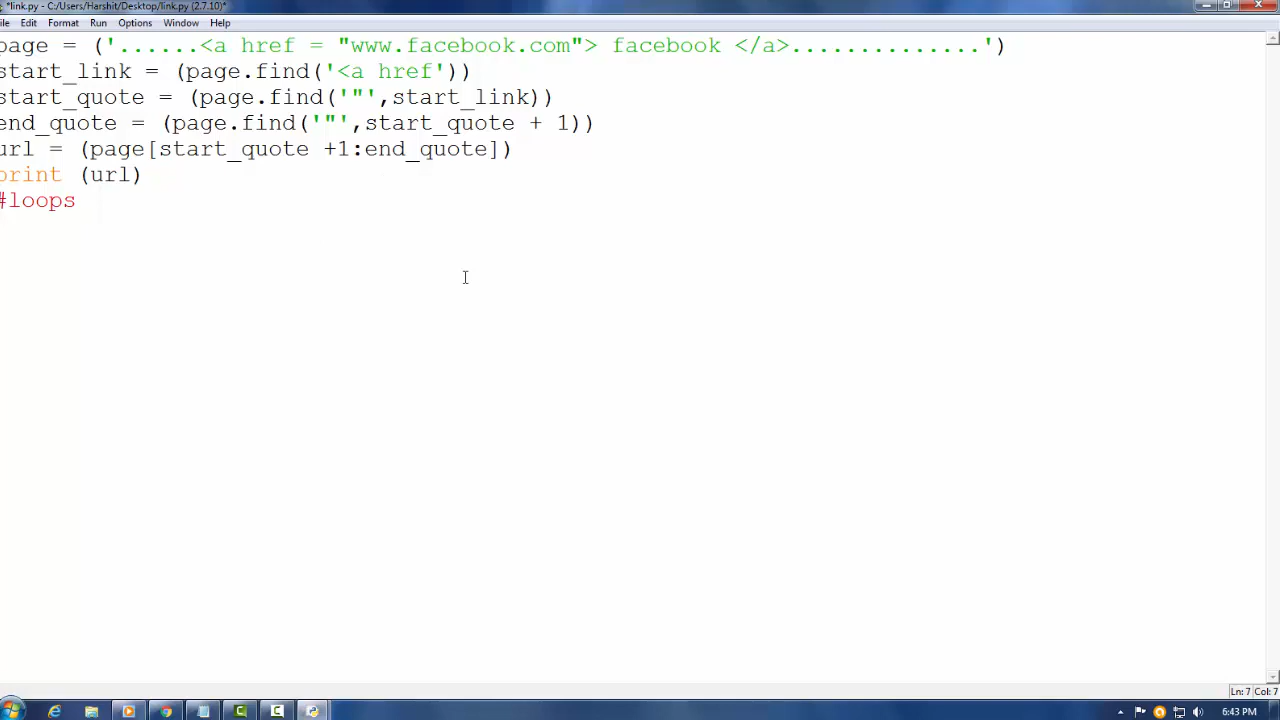 *link.py - C:/Users/Harshit/Desktop/link.py (2.7.10)*
ile Edit Format Run Options Window Help
page = ('......<a href = "www.facebook.com"> facebook </a>..............')
start_link = (page.find('<a href'))
start_quote = (page.find('"',start_link))
end_quote = (page.find('"',start_quote + 1))
url = (page[start_quote +1:end_quote])
print (url)
#loops
Ln: 7 Col: 7
6:43 PM